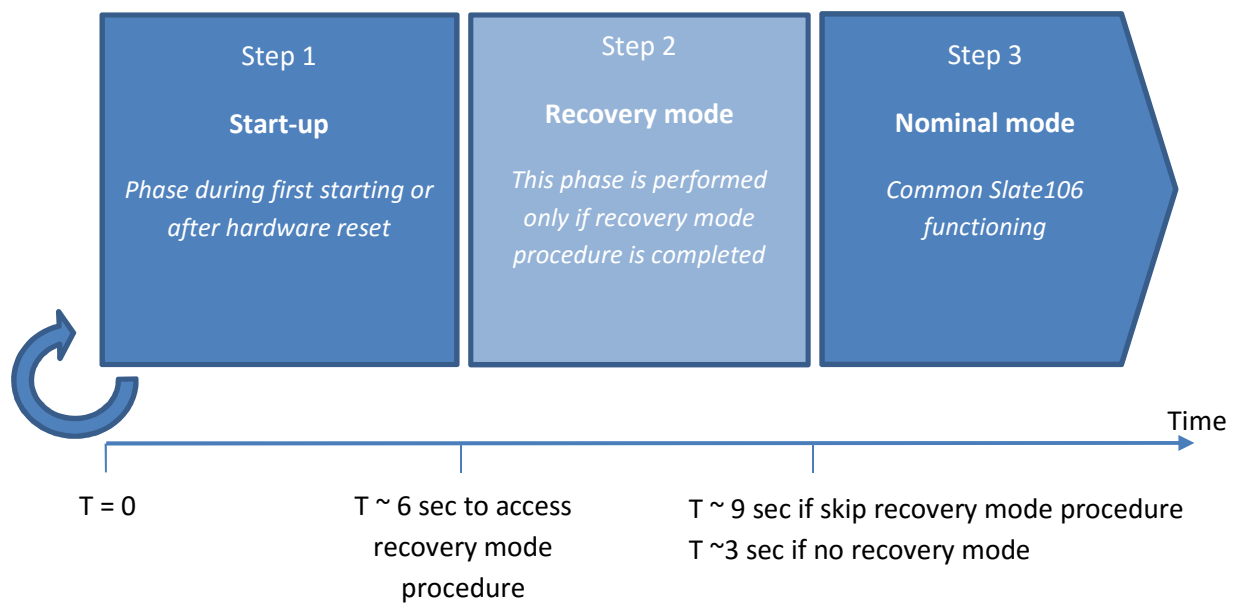 Step 1
Start-up
Phase during first starting or
after hardware reset
Step 2
Recovery mode
This phase is performed
only if recovery mode
procedure is completed
Step 3
Nominal mode
Common Slate106
functioning
Time
T = 0
T ~ 6 sec to access
recovery mode
procedure
T ~ 9 sec if skip recovery mode procedure
T ~3 sec if no recovery mode